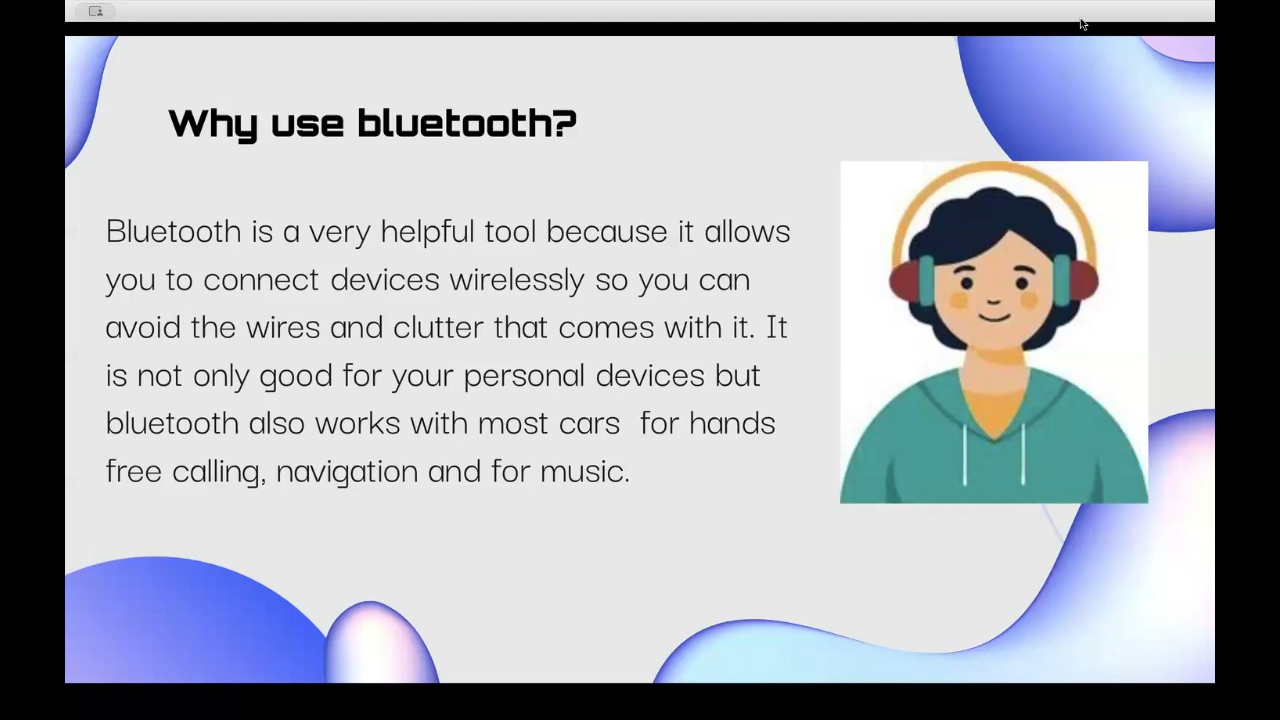 Why use bluetooth?
Bluetooth is a very helpful tool because it allows
you to connect devices wirelessly so you can
avoid the wires and clutter that comes with it. It
is not only good for your personal devices but
bluetooth also works with most cars  for hands
free calling, navigation and for music.